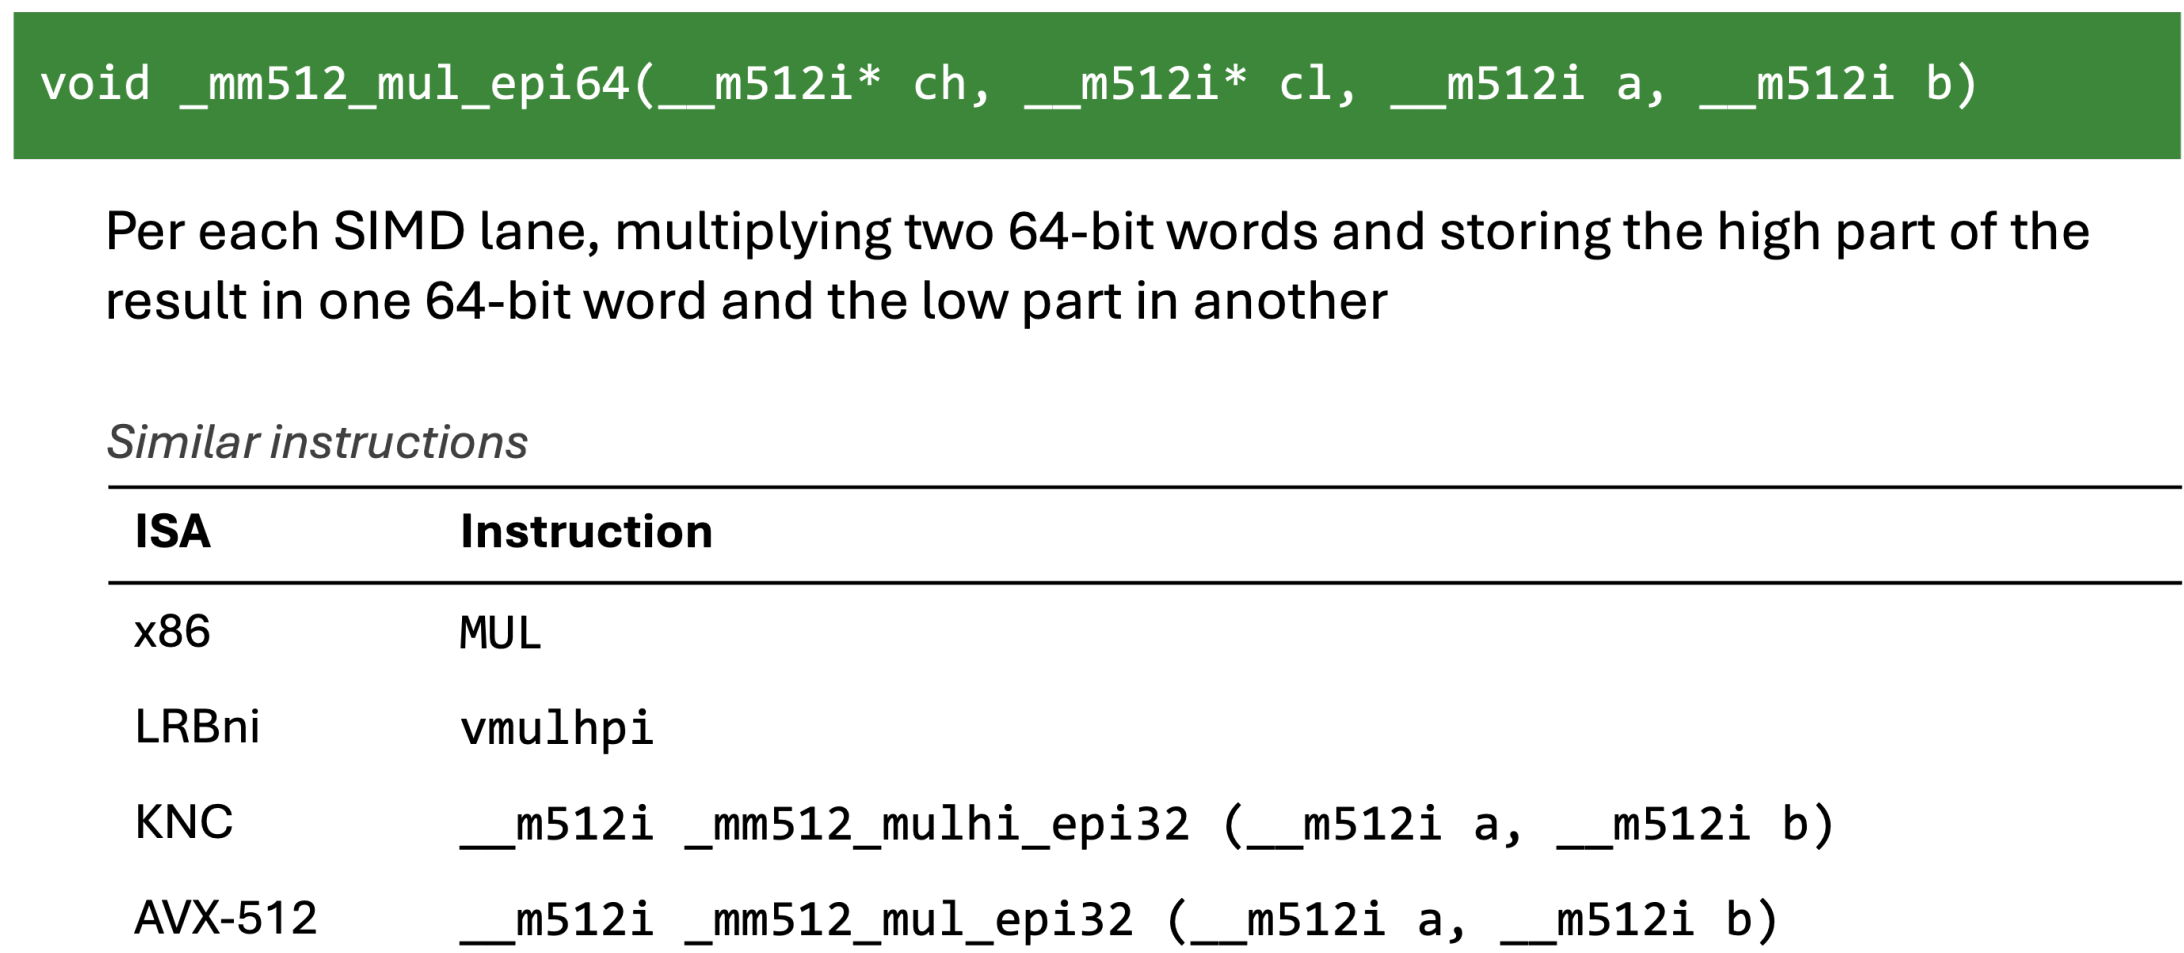 void _mm512_mul_epi64(__m512i* ch, __m512i* cl, __m512i a, __m512i b)
Per each SIMD lane, multiplying two 64-bit words and storing the high part of the
result in one 64-bit word and the low part in another
Similar instructions
ISA Instruction
x86 MUL
LRBni vmulhpi
KNC __m512i _mm512_mulhi_epi32 (__m512i a, __m512i b)
AVX-512 __m512i _mm512_mul_epi32 (__m512i a, __m512i b)